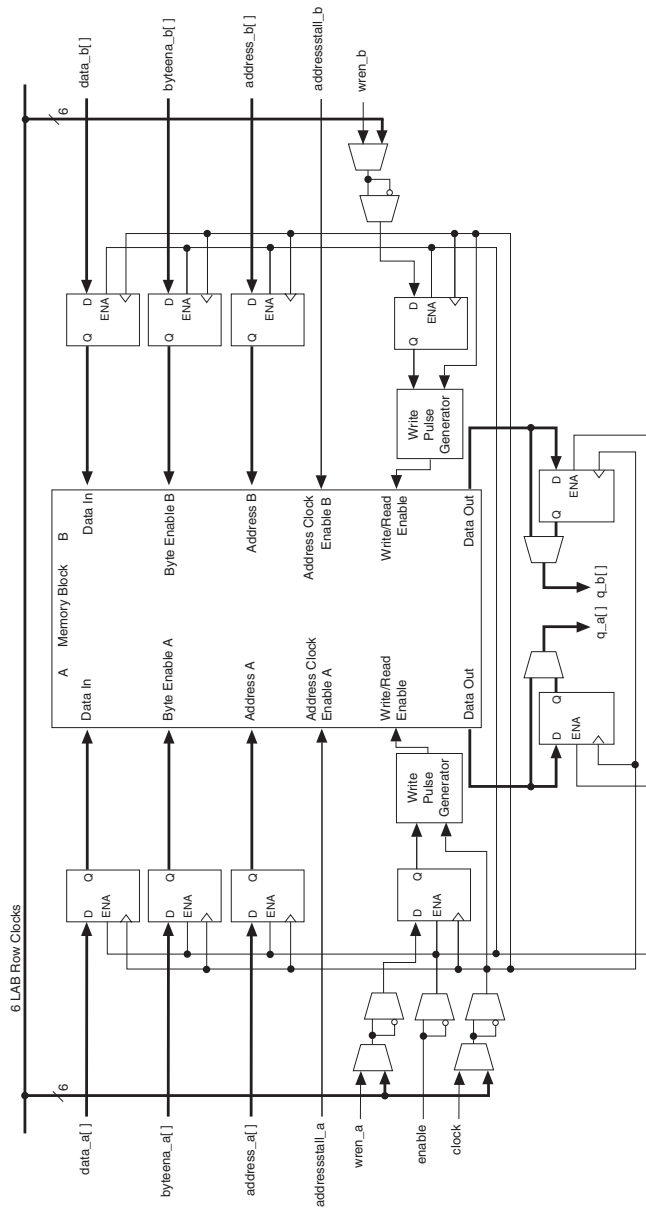 6 LAB Row Clocks
6
6
data_b[ ]
byteena_b[ ]
address_b[ ]
addressstall_b
wren_b
D
ENA
Q
D
ENA
Q
D
ENA
Q
D
ENA
Q
Write
Pulse
Generator
A
Memory Block
B
Data In
Byte Enable B
Address B
Address Clock
Enable B
Write/Read
Enable
Data Out
Data In
Byte Enable A
Address A
Address Clock
Enable A
Write/Read
Enable
Data Out
D
ENA
Q
q_b[ ]
q_a[ ]
D
ENA
Q
Write
Pulse
Generator
D
ENA
Q
D
ENA
Q
D
ENA
Q
D
ENA
Q
data_a[ ]
byteena_a[ ]
address_a[ ]
addressstall_a
wren_a
enable
clock